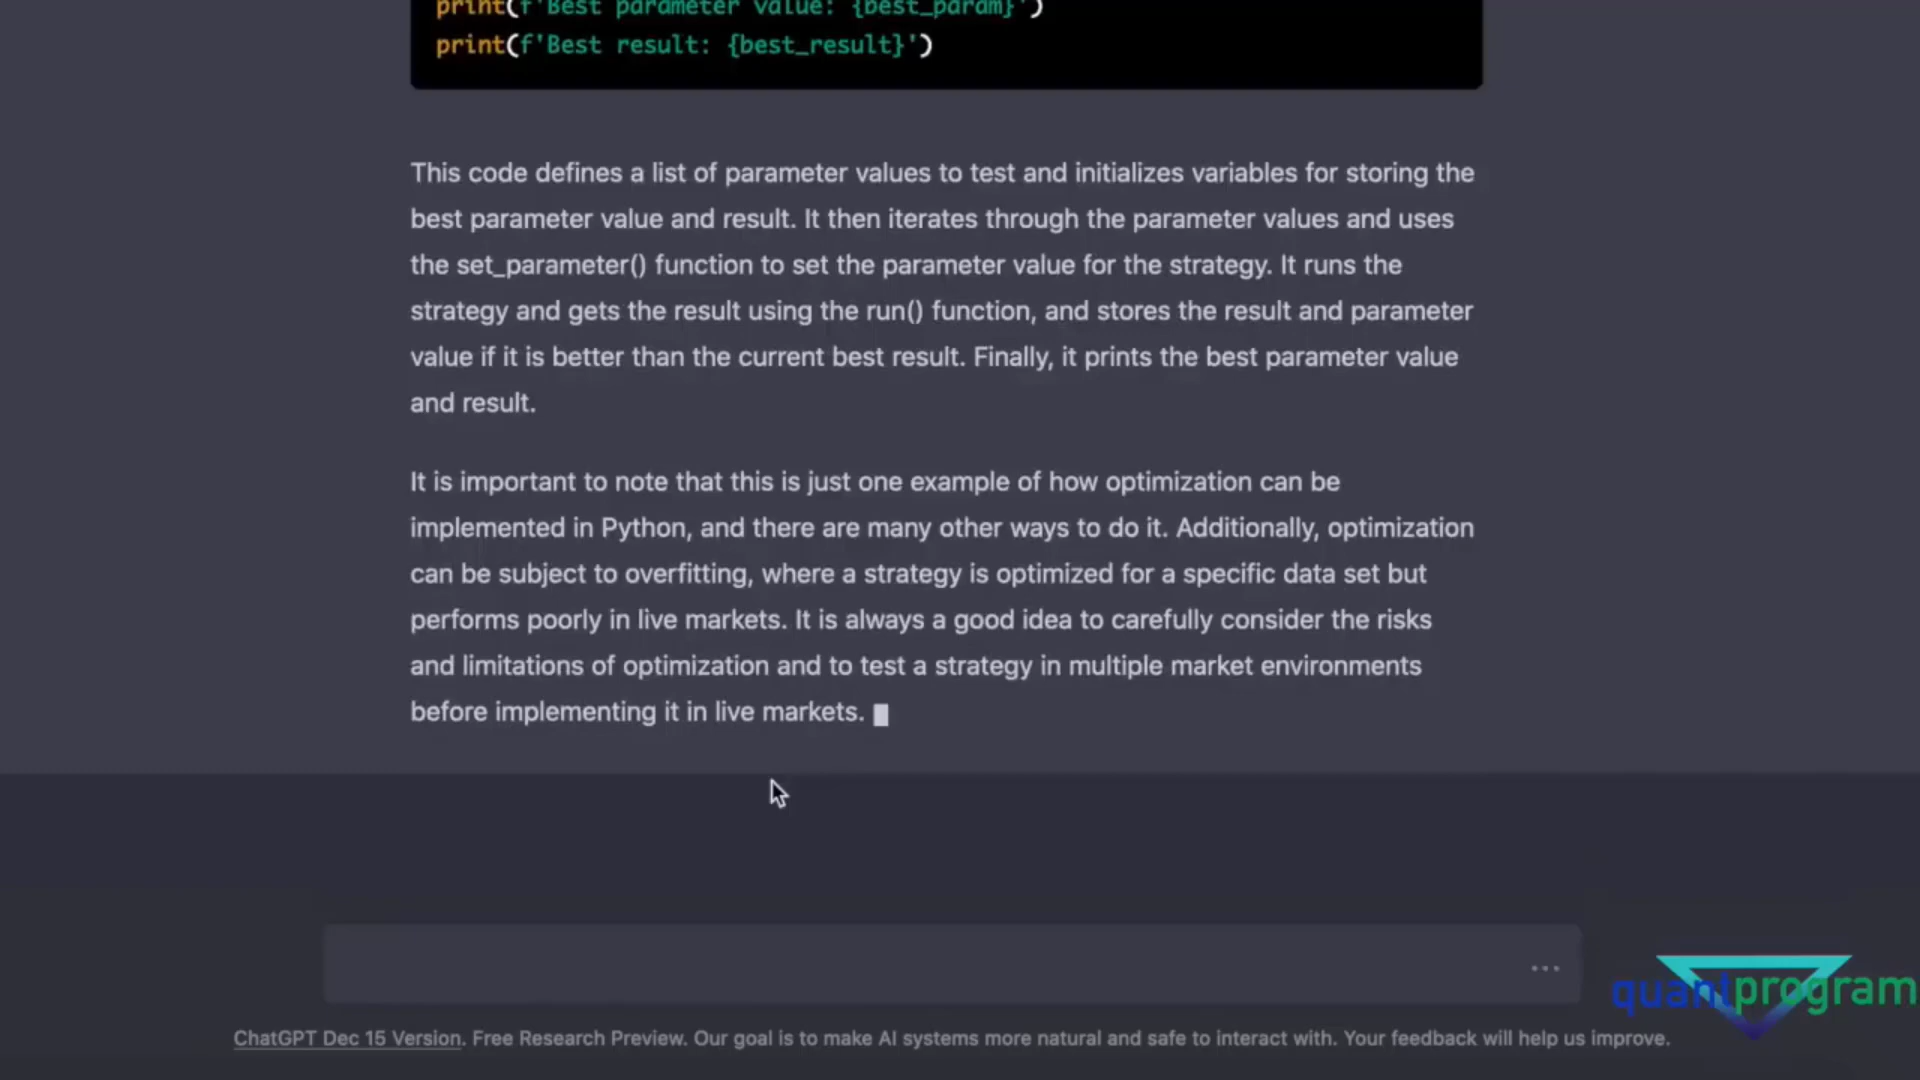 print(f'Best parameter value: {best_param}')
print(f'Best result: {best_result}')
This code defines a list of parameter values to test and initializes variables for storing the
best parameter value and result. It then iterates through the parameter values and uses
the set_parameter() function to set the parameter value for the strategy. It runs the
strategy and gets the result using the run() function, and stores the result and parameter
value if it is better than the current best result. Finally, it prints the best parameter value
and result.
It is important to note that this is just one example of how optimization can be
implemented in Python, and there are many other ways to do it. Additionally, optimization
can be subject to overfitting, where a strategy is optimized for a specific data set but
performs poorly in live markets. It is always a good idea to carefully consider the risks
and limitations of optimization and to test a strategy in multiple market environments
before implementing it in live markets.
quantprogram
ChatGPT Dec 15 Version. Free Research Preview. Our goal is to make AI systems more natural and safe to interact with. Your feedback will help us improve.